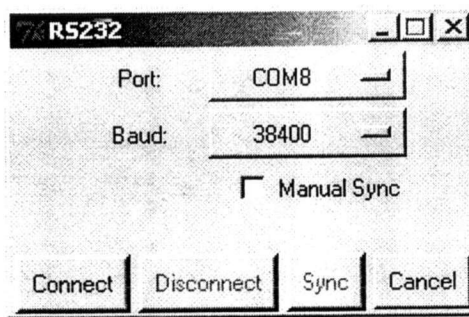 RS232
Port: COM8
Baud: 38400
Manual Sync
Connect Disconnect Sync Cancel